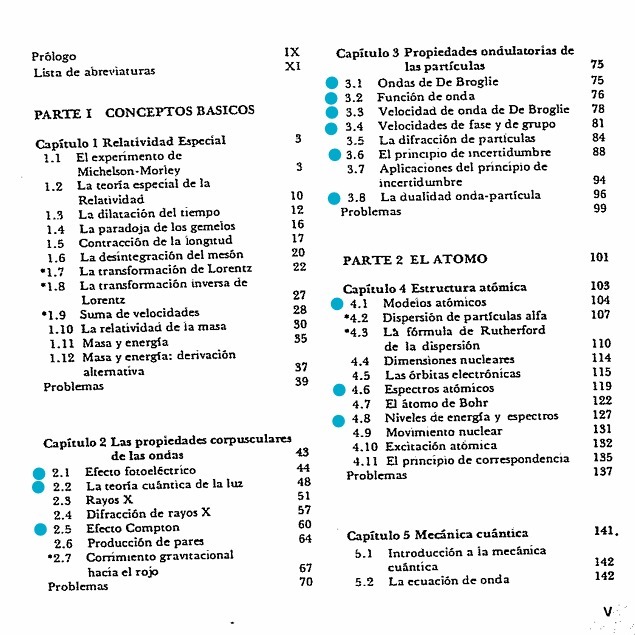 Prólogo IX
Lista de abreviaturas XI
PARTE I CONCEPTOS BASICOS
Capítulo 1 Relatividad Especial 3
1.1 El experimento de
Michelson-Morley 3
1.2 La teoría especial de la
Relatividad 10
1.3 La dilatación del tiempo 12
1.4 La paradoja de los gemelos 16
1.5 Contracción de la longitud 17
1.6 La desintegración del mesón 20
*1.7 La transformación de Lorentz 22
*1.8 La transformación inversa de
Lorentz 27
*1.9 Suma de velocidades 28
1.10 La relatividad de la masa 30
1.11 Masa y energía 35
1.12 Masa y energía: derivación
alternativa 37
Problemas 39
Capítulo 2 Las propiedades corpusculares
de las ondas 43
2.1 Efecto fotoeléctrico 44
2.2 La teoría cuántica de la luz 48
2.3 Rayos X 51
2.4 Difracción de rayos X 57
2.5 Efecto Compton 60
2.6 Producción de pares 64
*2.7 Corrimiento gravitacional
hacia el rojo 67
Problemas 70
Capítulo 3 Propiedades ondulatorias de
las partículas 75
3.1 Ondas de De Broglie 75
3.2 Función de onda 76
3.3 Velocidad de onda de De Broglie 78
3.4 Velocidades de fase y de grupo 81
3.5 La difracción de partículas 84
3.6 El principio de incertidumbre 88
3.7 Aplicaciones del principio de
incertidumbre 94
3.8 La dualidad onda-partícula 96
Problemas 99
PARTE 2 EL ATOMO 101
Capítulo 4 Estructura atómica 103
4.1 Modelos atómicos 104
*4.2 Dispersión de partículas alfa 107
*4.3 La fórmula de Rutherford
de la dispersión 110
4.4 Dimensiones nucleares 114
4.5 Las órbitas electrónicas 115
4.6 Espectros atómicos 119
4.7 El átomo de Bohr 122
4.8 Niveles de energía y espectros 127
4.9 Movimiento nuclear 131
4.10 Excitación atómica 132
4.11 El principio de correspondencia 135
Problemas 137
Capítulo 5 Mecánica cuántica 141.
5.1 Introducción a la mecánica
cuántica 142
5.2 La ecuación de onda 142
V